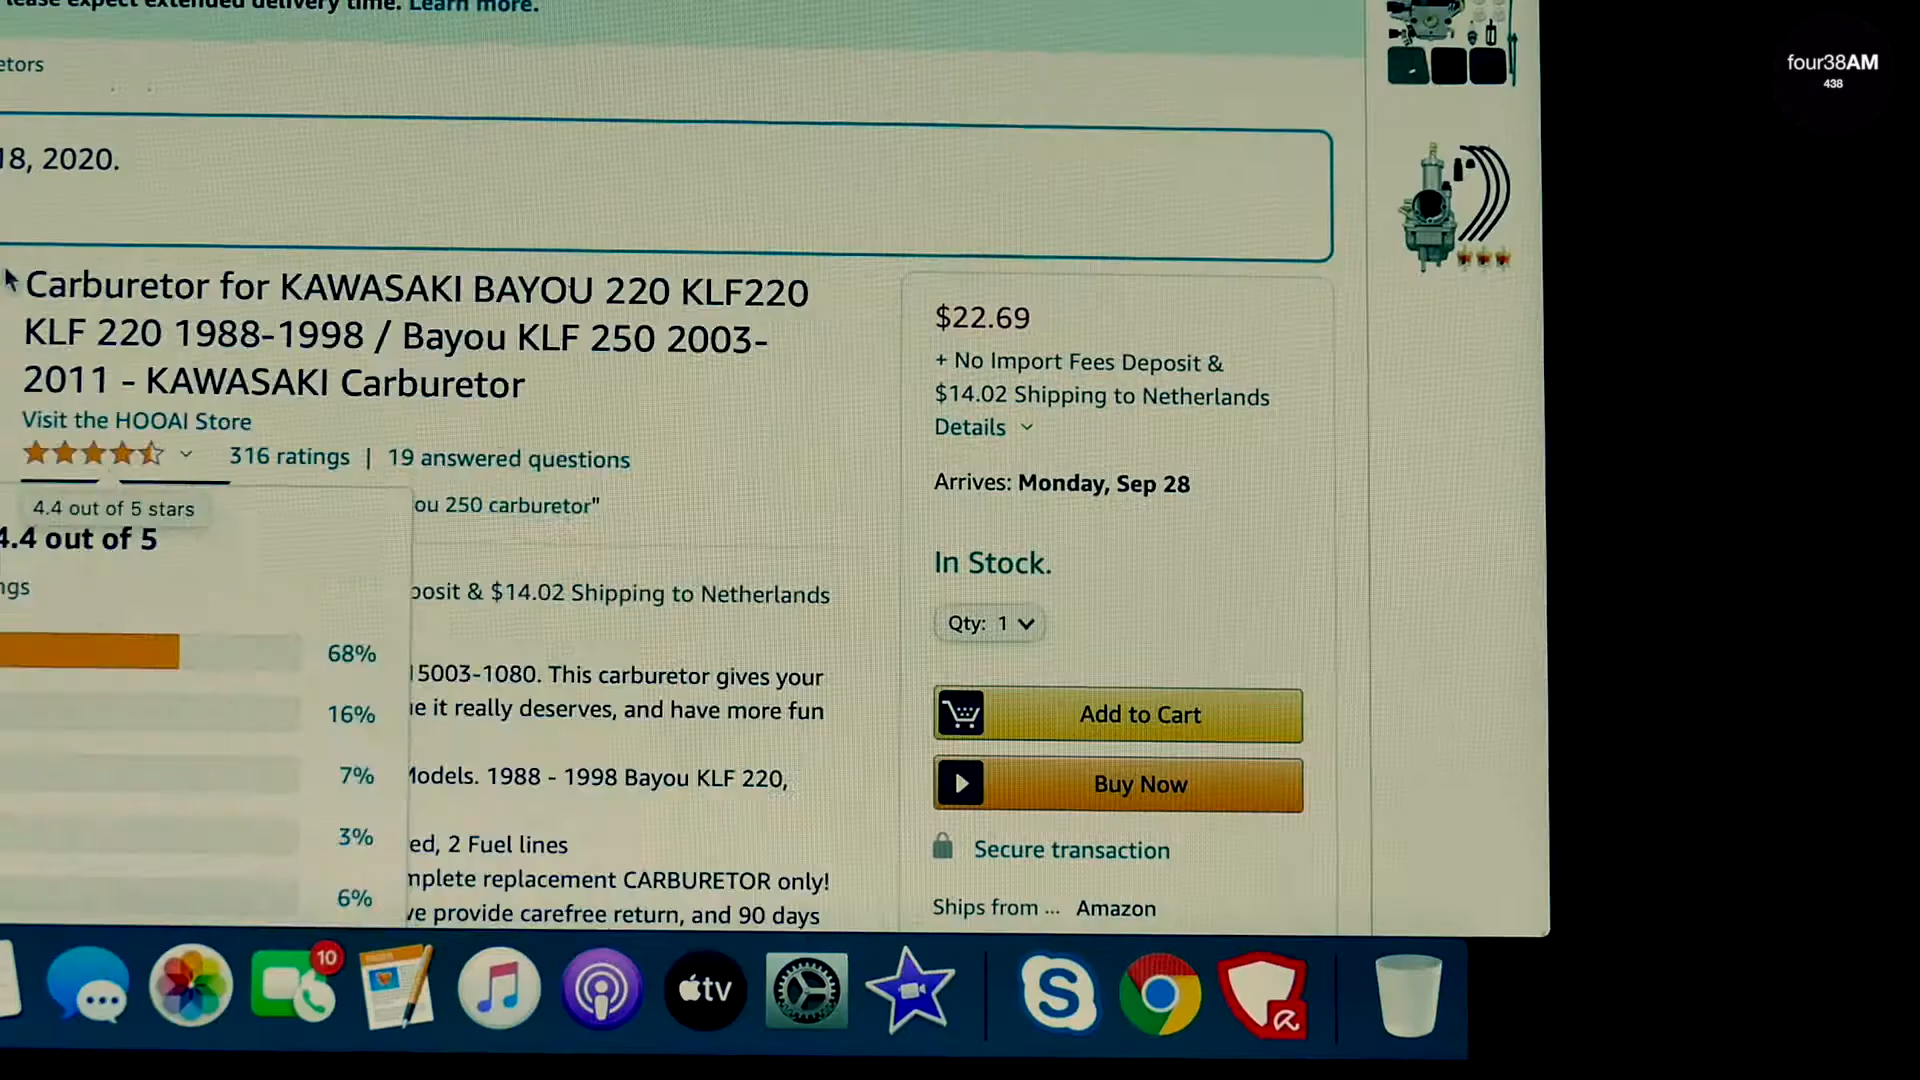 please expect extended delivery time. Learn more.
four38AM
438
18, 2020.
Carburetor for KAWASAKI BAYOU 220 KLF220
KLF 220 1988-1998 / Bayou KLF 250 2003-
2011 - KAWASAKI Carburetor
Visit the HOOAI Store
316 ratings | 19 answered questions
4.4 out of 5 stars
ou 250 carburetor"
4.4 out of 5
ngs
posit & $14.02 Shipping to Netherlands
68%
16%
7%
3%
6%
15003-1080. This carburetor gives your
it really deserves, and have more fun
Models. 1988 - 1998 Bayou KLF 220,
ed, 2 Fuel lines
mplete replacement CARBURETOR only!
ve provide carefree return, and 90 days
$22.69
+ No Import Fees Deposit &
$14.02 Shipping to Netherlands
Details
Arrives: Monday, Sep 28
In Stock.
Qty: 1
Add to Cart
Buy Now
Secure transaction
Ships from ... Amazon
10
tv
S